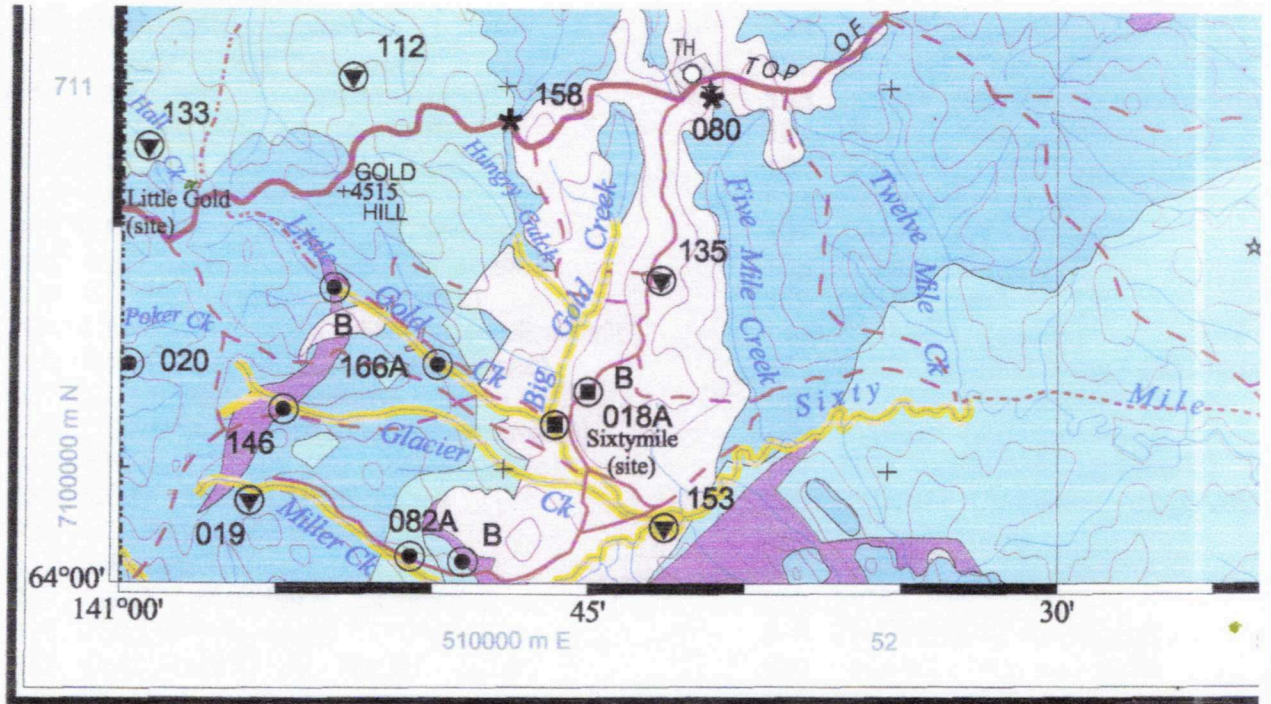 112
TH
TOP OF
711
133
158
080
Hall Ck
GOLD
+4515
HILL
Hungry Gulch
Little Gold
(site)
Little Gold Ck
Big Gold Creek
135
Five Mile Creek
Twelve Mile Ck
Poker Ck
020
B
166A
B
018A
Sixtymile
(site)
Sixty Mile
146
Glacier Ck
7100000 m N
019
Miller Ck
082A
B
153
64°00'
141°00'
45'
30'
510000 m E
52